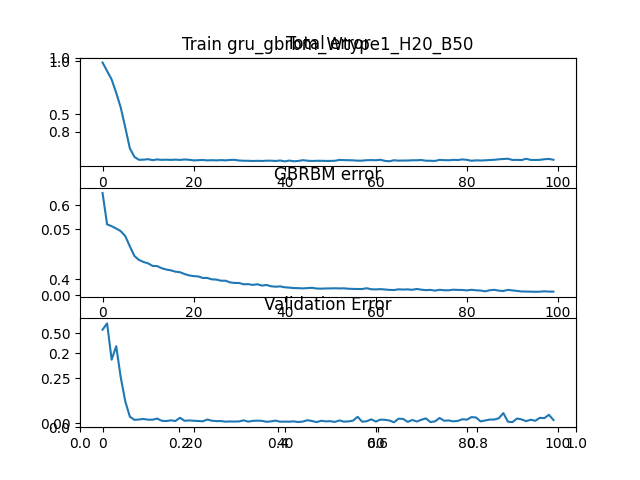 Train gru_gbrbm_Wtype1_H20_B50
Total error
1.0
1.0
0.5
0.8
0 20 40 60 80 100
GBRBM error
0.6
0.05
0.4
0.00
0 20 40 60 80 100
Validation Error
0.50
0.2
0.25
0.00
0.0
0.0 0 0.2 20 0.4 40 0.6 60 0.8 80 1.0 100